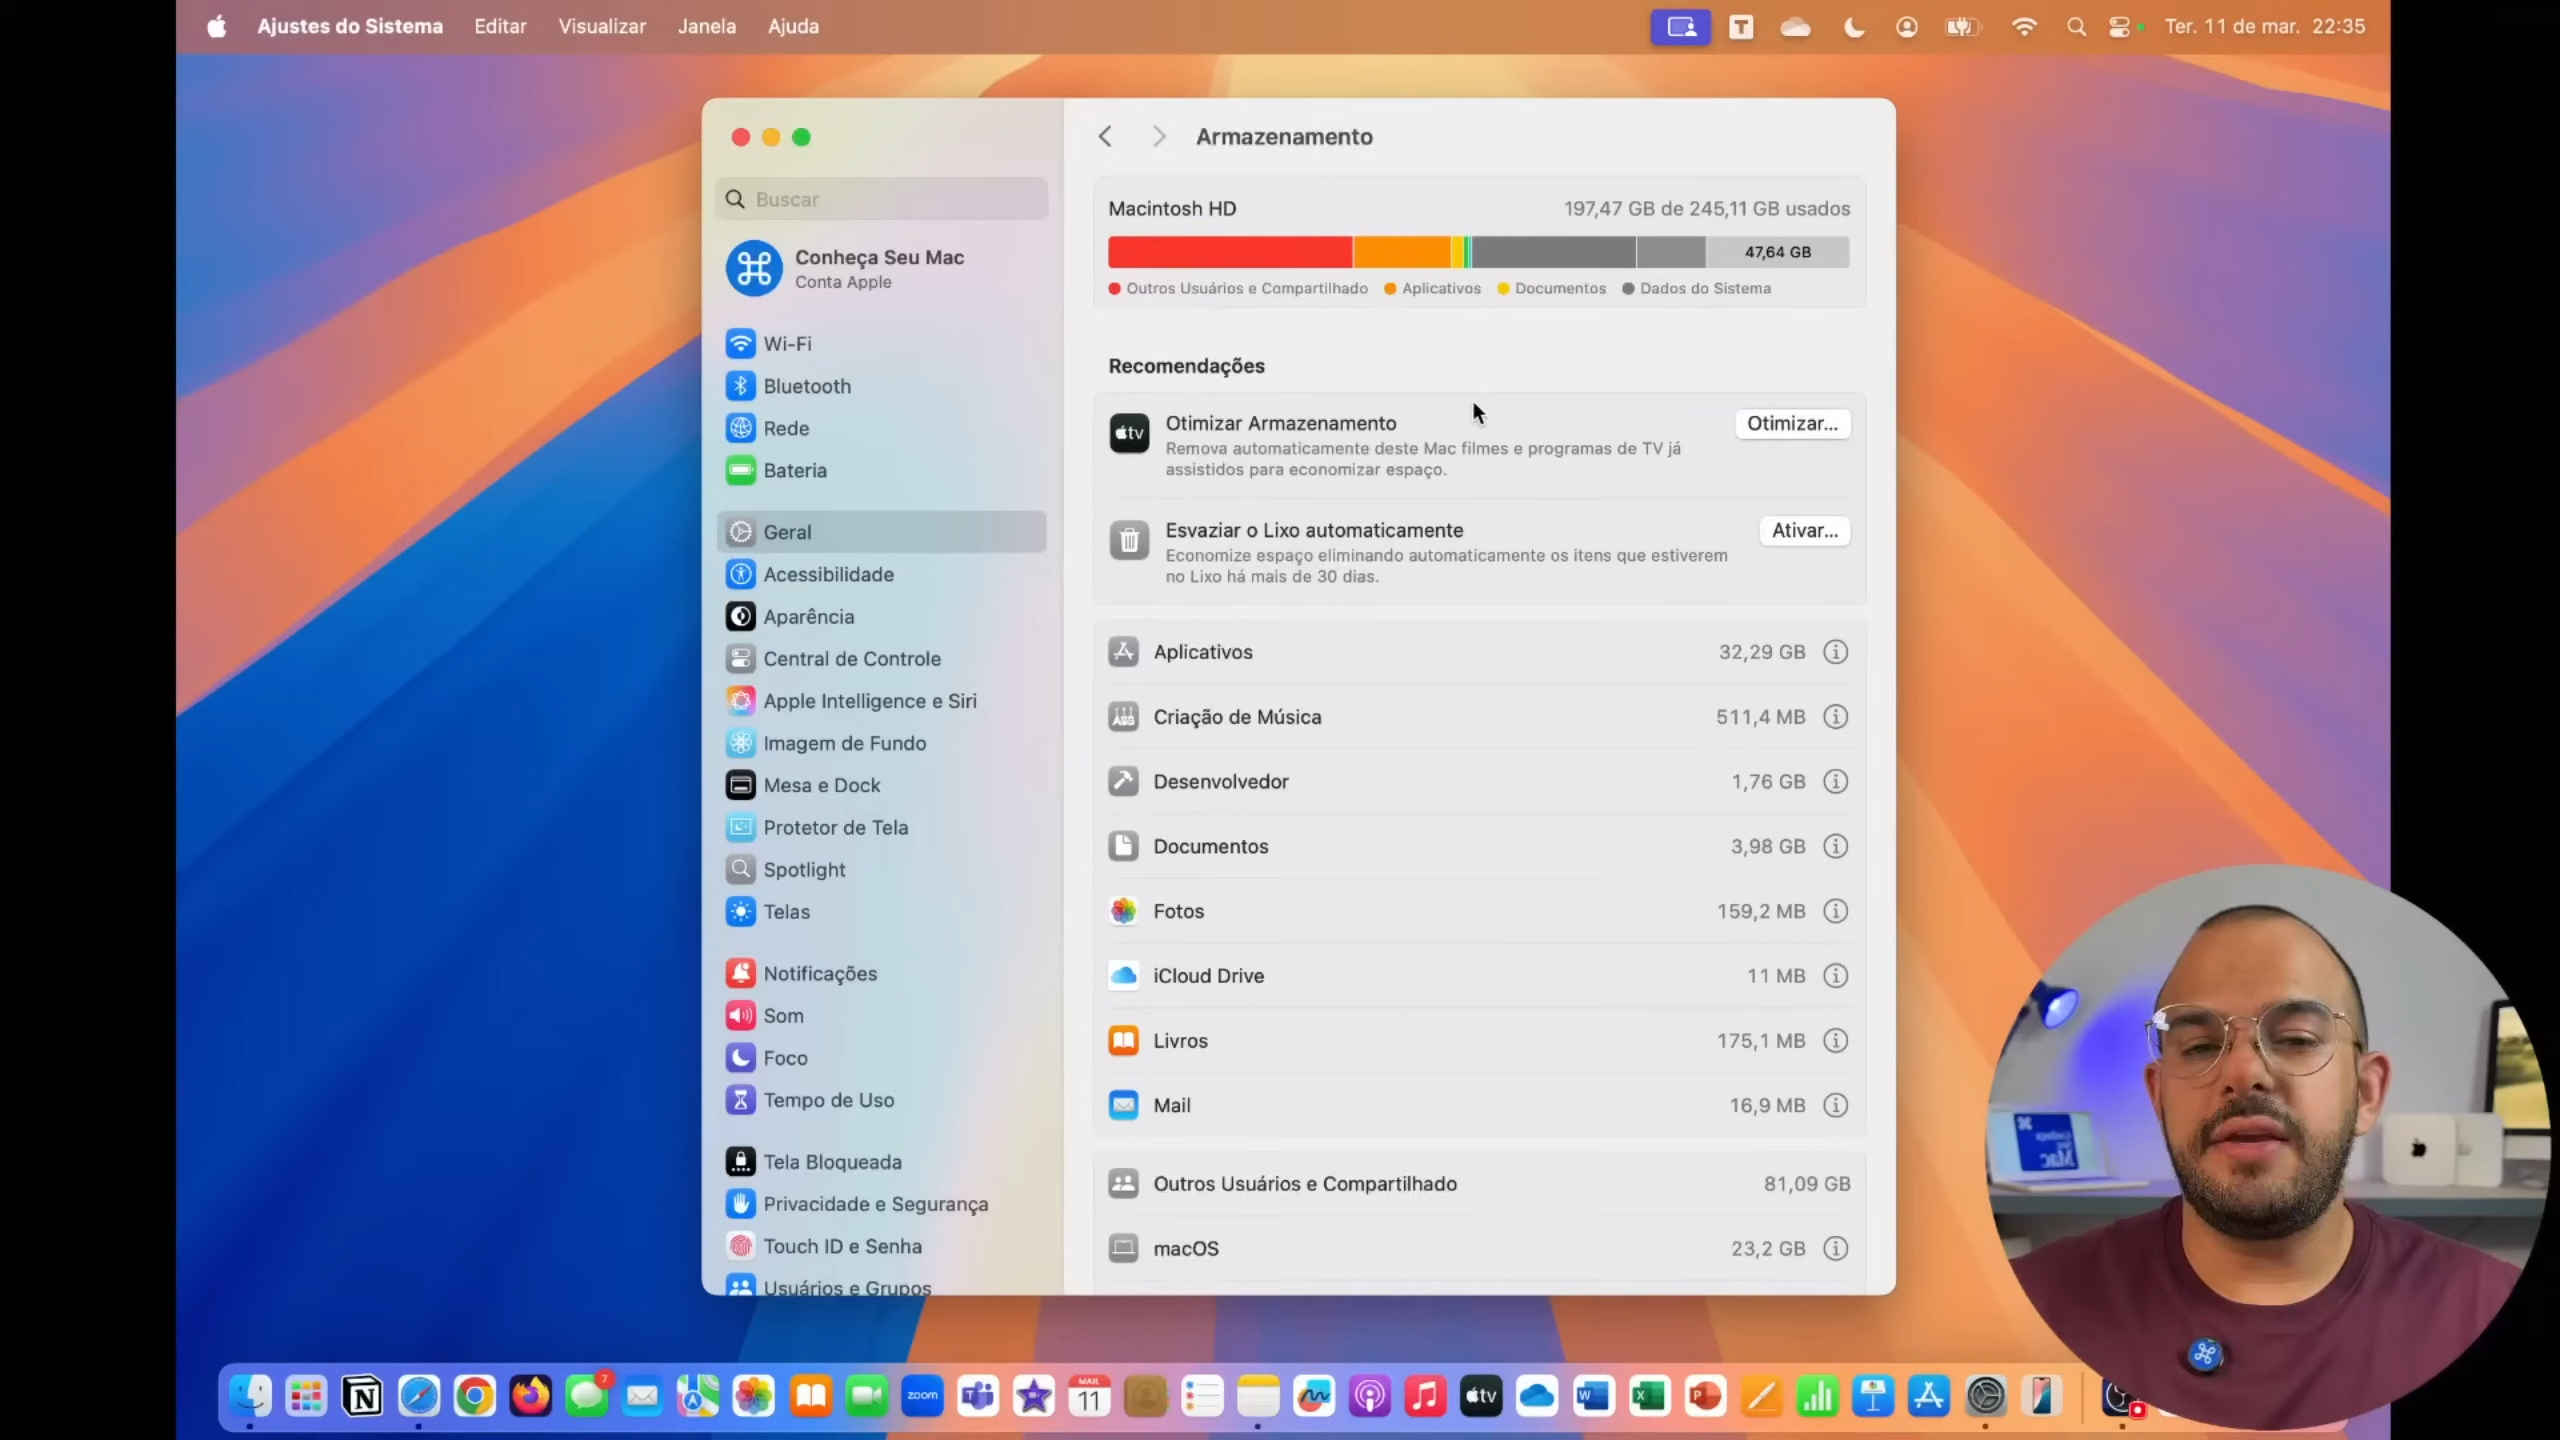 Ajustes do Sistema Editar Visualizar Janela Ajuda
T
Ter. 11 de mar. 22:35
Buscar
Conheça Seu Mac
Conta Apple
Wi-Fi
Bluetooth
Rede
Bateria
Geral
Acessibilidade
Aparência
Central de Controle
Apple Intelligence e Siri
Imagem de Fundo
Mesa e Dock
Protetor de Tela
Spotlight
Telas
Notificações
Som
Foco
Tempo de Uso
Tela Bloqueada
Privacidade e Segurança
Touch ID e Senha
Usuários e Grupos
Armazenamento
Macintosh HD 197,47 GB de 245,11 GB usados
47,64 GB
Outros Usuários e Compartilhado Aplicativos Documentos Dados do Sistema
Recomendações
tv
Otimizar Armazenamento Otimizar...
Remova automaticamente deste Mac filmes e programas de TV já
assistidos para economizar espaço.
Esvaziar o Lixo automaticamente Ativar...
Economize espaço eliminando automaticamente os itens que estiverem
no Lixo há mais de 30 dias.
Aplicativos 32,29 GB
Criação de Música 511,4 MB
Desenvolvedor 1,76 GB
Documentos 3,98 GB
Fotos 159,2 MB
iCloud Drive 11 MB
Livros 175,1 MB
Mail 16,9 MB
Outros Usuários e Compartilhado 81,09 GB
macOS 23,2 GB
N
7
zoom
MAR.
11
tv
W
X
P